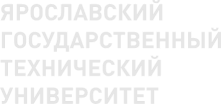 ЯРОСЛАВСКИЙ
ГОСУДАРСТВЕННЫЙ
ТЕХНИЧЕСКИЙ
УНИВЕРСИТЕТ